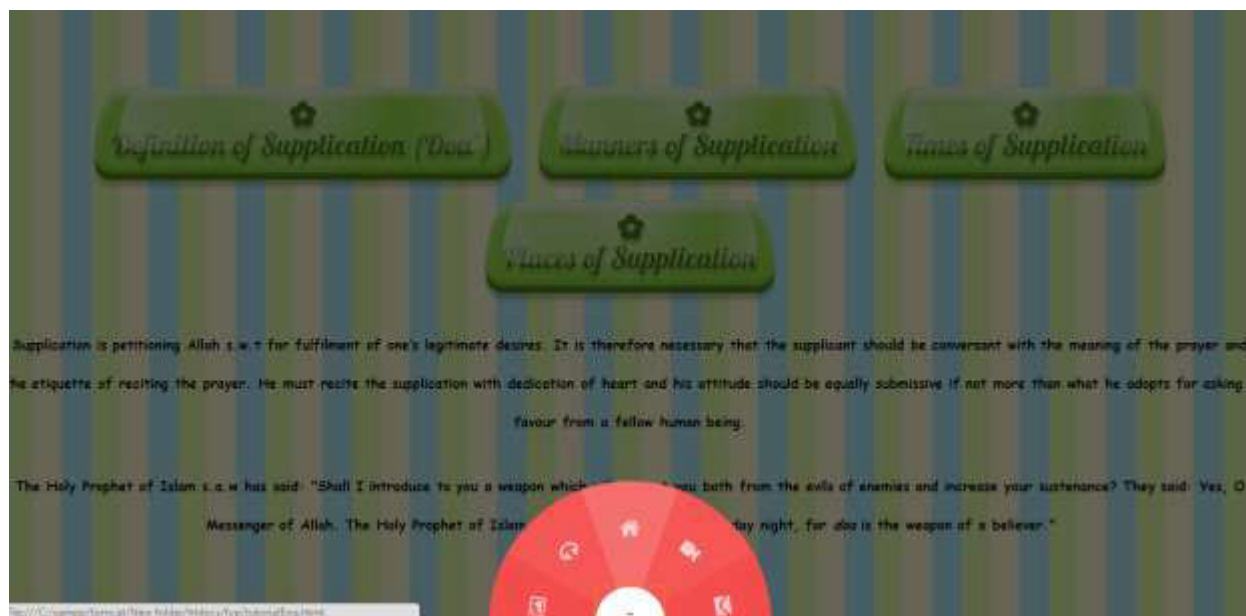 Definition of Supplication (Doa')
Manners of Supplication
Times of Supplication
Places of Supplication
Supplication is petitioning Allah s.w.t for fulfilment of one's legitimate desires. It is therefore necessary that the supplicant should be conversant with the meaning of the prayer and
he etiquette of reciting the prayer. He must recite the supplication with dedication of heart and his attitude should be equally submissive if not more than what he adopts for asking
favour from a fellow human being.
The Holy Prophet of Islam s.a.w has said: "Shall I introduce to you a weapon which you both from the evils of enemies and increase your sustenance? They said: Yes, O
Messenger of Allah. The Holy Prophet of Islam day night, for doa is the weapon of a believer."